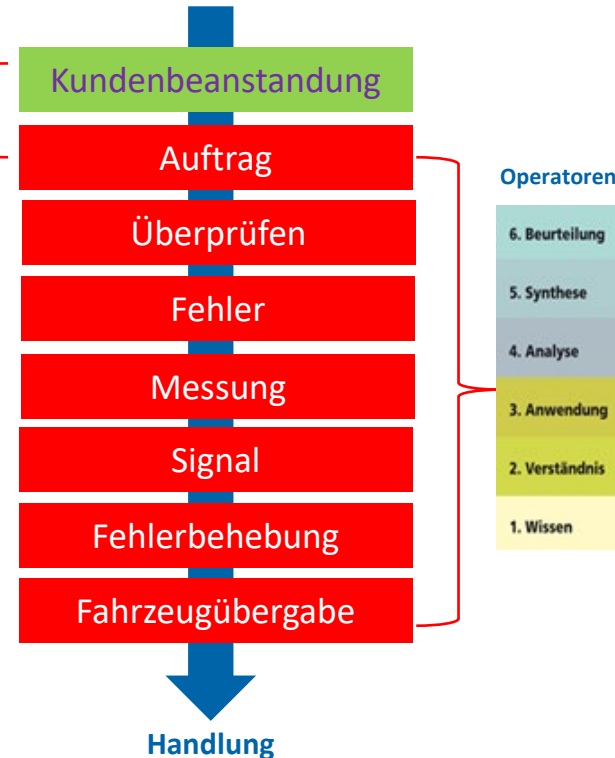 Kundenbeanstandung
Auftrag
Überprüfen
Fehler
Messung
Signal
Fehlerbehebung
Fahrzeugübergabe
Handlung
Operatoren
6. Beurteilung
5. Synthese
4. Analyse
3. Anwendung
2. Verständnis
1. Wissen